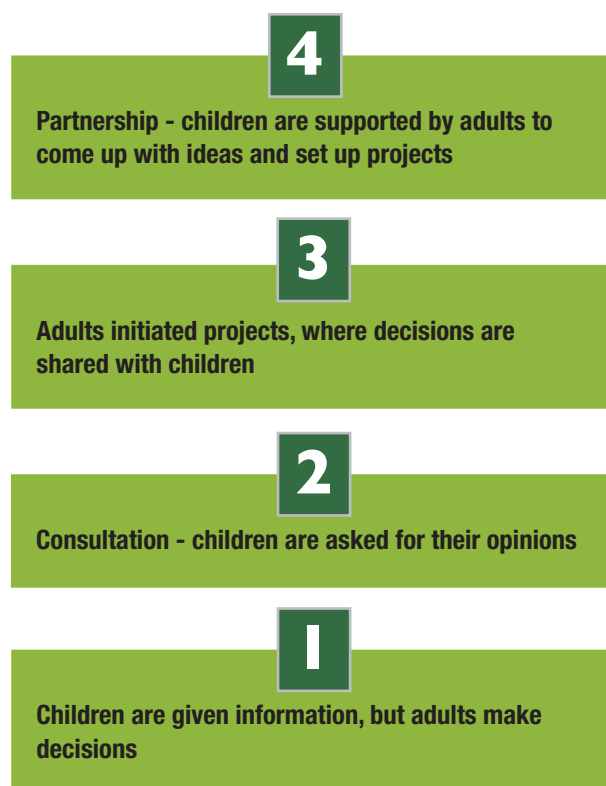 4
Partnership - children are supported by adults to
come up with ideas and set up projects
3
Adults initiated projects, where decisions are
shared with children
2
Consultation - children are asked for their opinions
1
Children are given information, but adults make
decisions